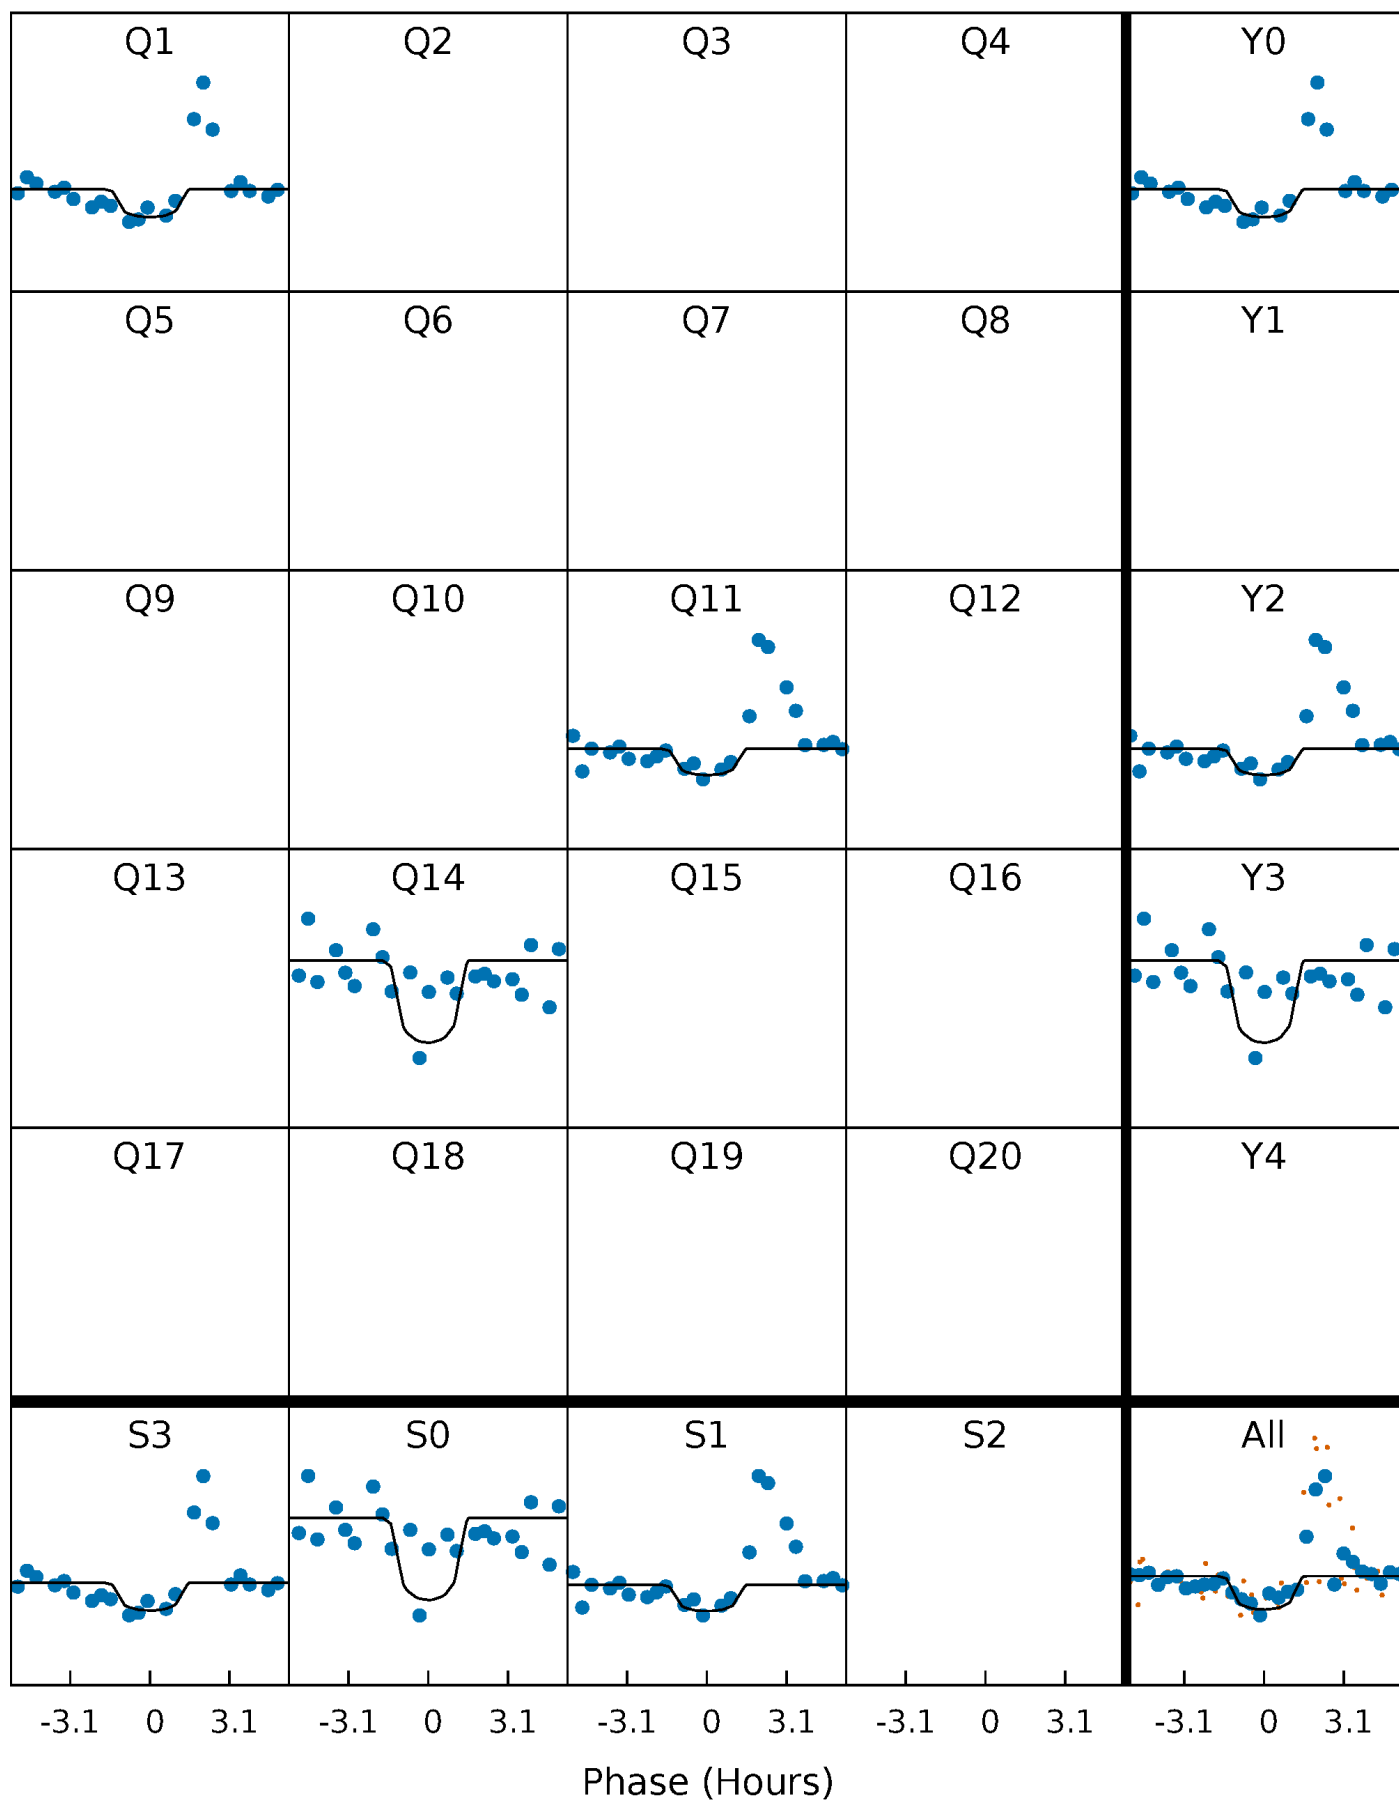 Q1 Q2 Q3 Q4 Y0
Q5 Q6 Q7 Q8 Y1
Q9 Q10 Q11 Q12 Y2
Q13 Q14 Q15 Q16 Y3
Q17 Q18 Q19 Q20 Y4
S3 S0 S1 S2 All
-3.1 0 3.1 -3.1 0 3.1 -3.1 0 3.1 -3.1 0 3.1 -3.1 0 3.1
Phase (Hours)